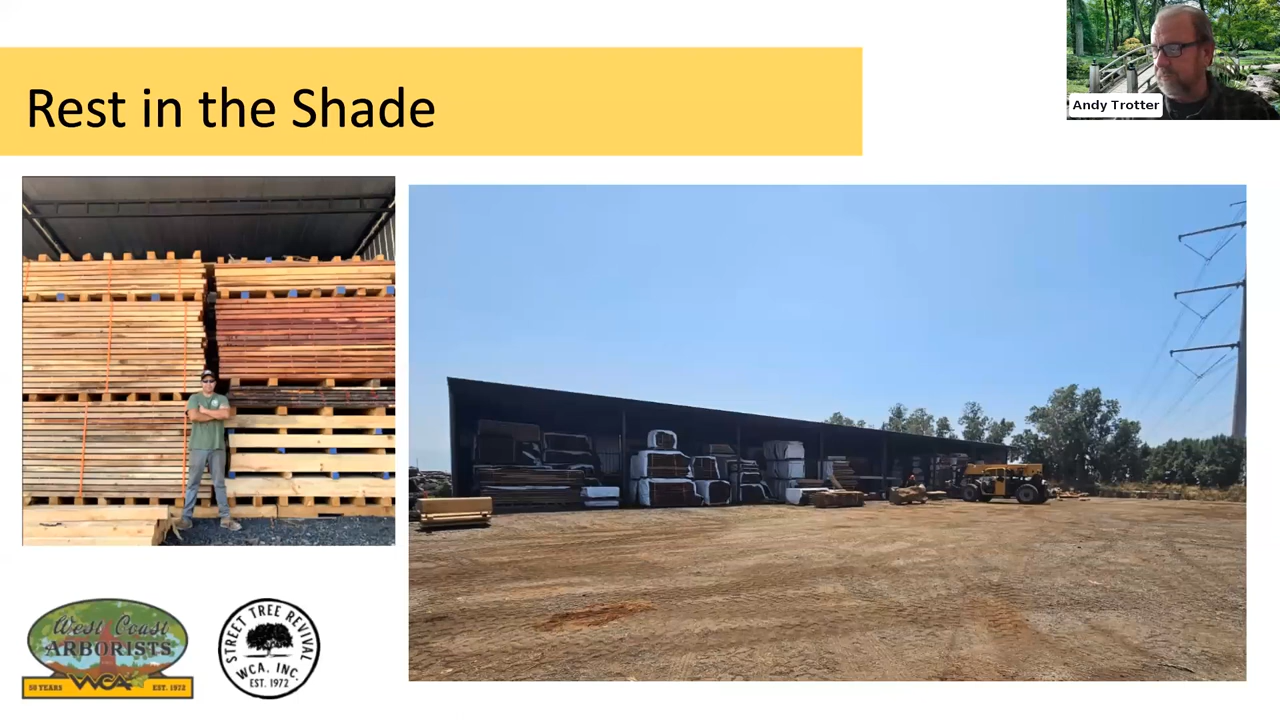 Rest in the Shade
Andy Trotter
West Coast
ARBORISTS
50 YEARS WCA EST. 1972
STREET TREE REVIVAL
WCA. INC.
EST. 1972